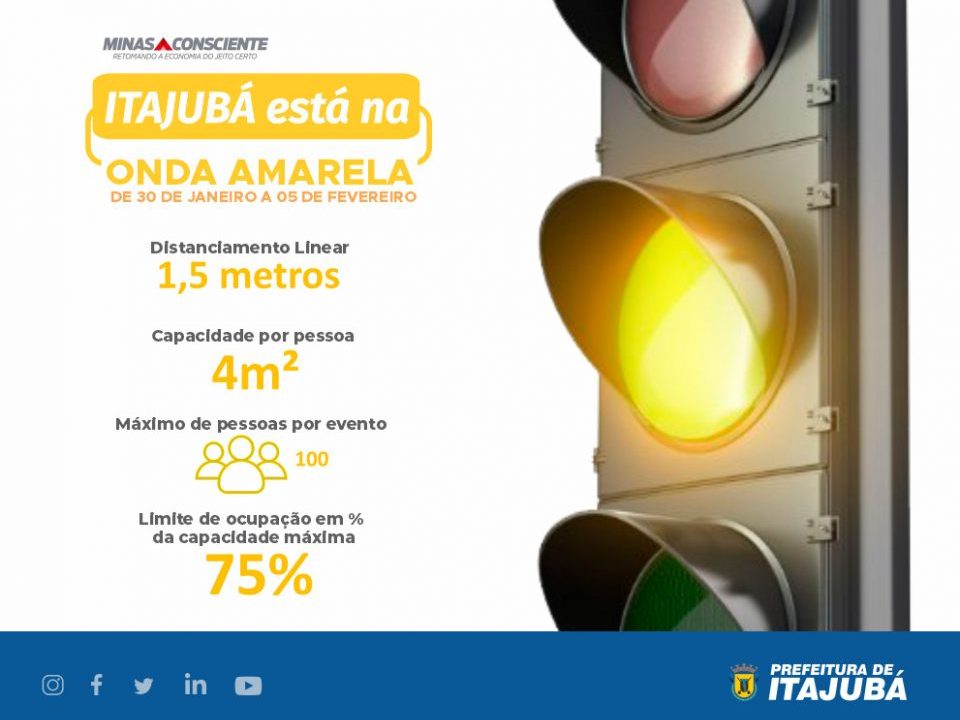 MINAS CONSCIENTE
RETOMANDO A ECONOMIA DO JEITO CERTO
ITAJUBÁ está na
ONDA AMARELA
DE 30 DE JANEIRO A 05 DE FEVEREIRO
Distanciamento Linear
1,5 metros
Capacidade por pessoa
4m²
Máximo de pessoas por evento
100
Limite de ocupação em %
da capacidade máxima
75%
PREFEITURA DE
ITAJUBÁ